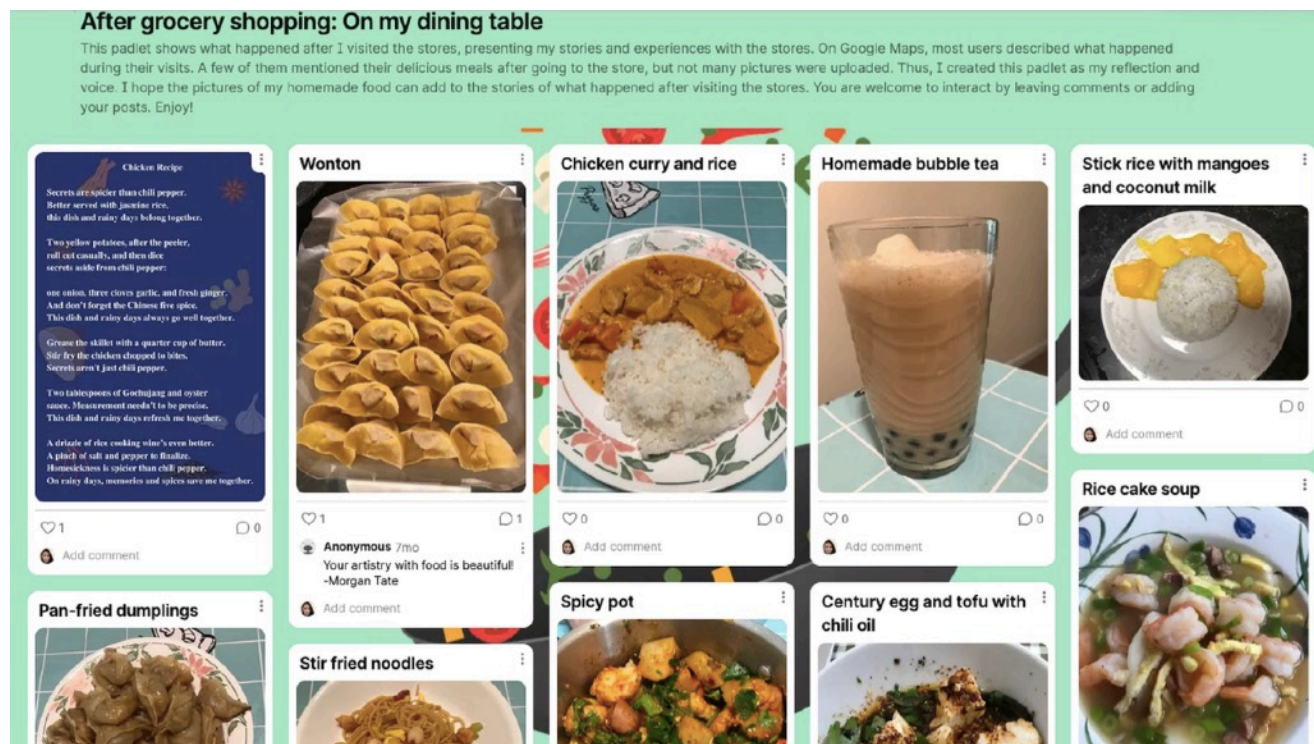 After grocery shopping: On my dining table
This padlet shows what happened after I visited the stores, presenting my stories and experiences with the stores. On Google Maps, most users described what happened
during their visits. A few of them mentioned their delicious meals after going to the store, but not many pictures were uploaded. Thus, I created this padlet as my reflection and
voice. I hope the pictures of my homemade food can add to the stories of what happened after visiting the stores. You are welcome to interact by leaving comments or adding
your posts. Enjoy!
Chicken Recipe
Secrets are spicier than chili pepper.
Better served with jasmine rice,
this dish and rainy days belong together.
Two yellow potatoes, after the peeler,
roll cut casually, and then dice
secrets aside from chili pepper:
one onion, three cloves garlic, and fresh ginger.
And don't forget the Chinese five spice.
This dish and rainy days always go well together.
Grease the skillet with a quarter cup of butter.
Stir fry the chicken chopped to bites.
Secrets aren't just chili pepper.
Two tablespoons of Gochujang and oyster
sauce. Measurement needn't to be precise.
This dish and rainy days refresh me together.
A drizzle of rice cooking wine's even better.
A pinch of salt and pepper to finalize.
Homesickness is spicier than chili pepper.
On rainy days, memories and spices save me together.
1
0
Add comment
Pan-fried dumplings
Wonton
1
1
Anonymous 7mo
Your artistry with food is beautiful!
-Morgan Tate
Add comment
Stir fried noodles
Chicken curry and rice
0
0
Add comment
Spicy pot
Homemade bubble tea
0
0
Add comment
Century egg and tofu with
chili oil
Stick rice with mangoes
and coconut milk
0
0
Add comment
Rice cake soup